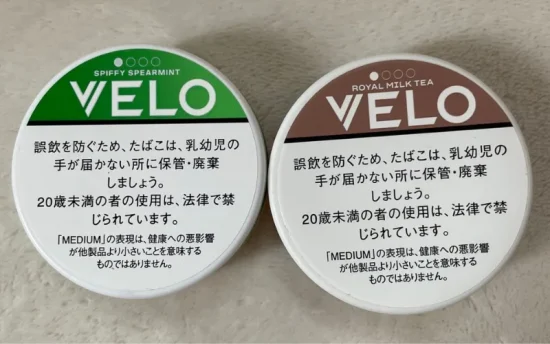 SPIFFY SPEARMINT
VELO
誤飲を防ぐため、たばこは、乳幼児の
手が届かない所に保管・廃棄
しましょう。
20歳未満の者の使用は、法律で禁
じられています。
「MEDIUM」の表現は、健康への悪影響
が他製品より小さいことを意味する
ものではありません。
ROYAL MILK TEA
VELO
誤飲を防ぐため、たばこは、乳幼児の
手が届かない所に保管・廃棄
しましょう。
20歳未満の者の使用は、法律で禁
じられています。
「MEDIUM」の表現は、健康への悪影響
が他製品より小さいことを意味する
ものではありません。